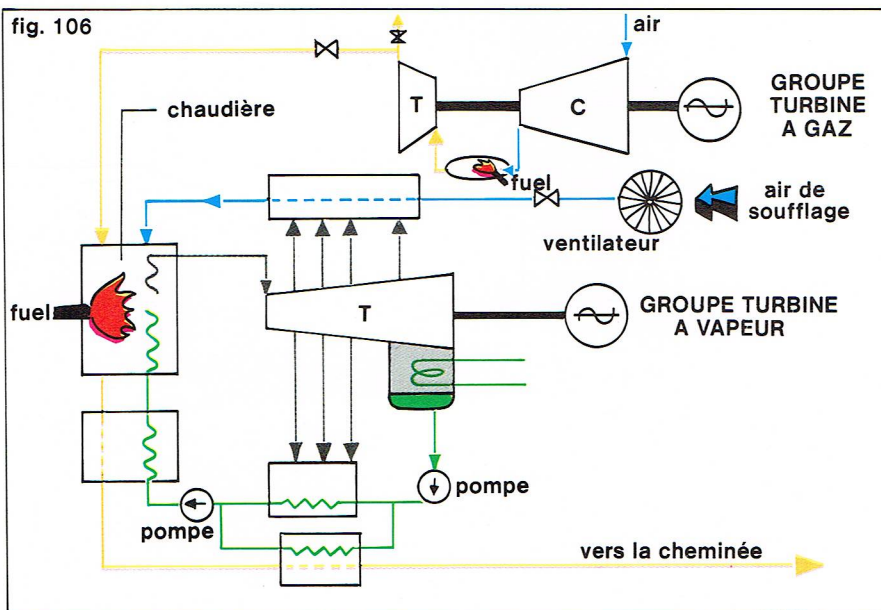 fig. 106
air
GROUPE
TURBINE
A GAZ
T
C
chaudière
fuel
air de
soufflage
ventilateur
fuel
T
GROUPE TURBINE
A VAPEUR
pompe
pompe
vers la cheminée